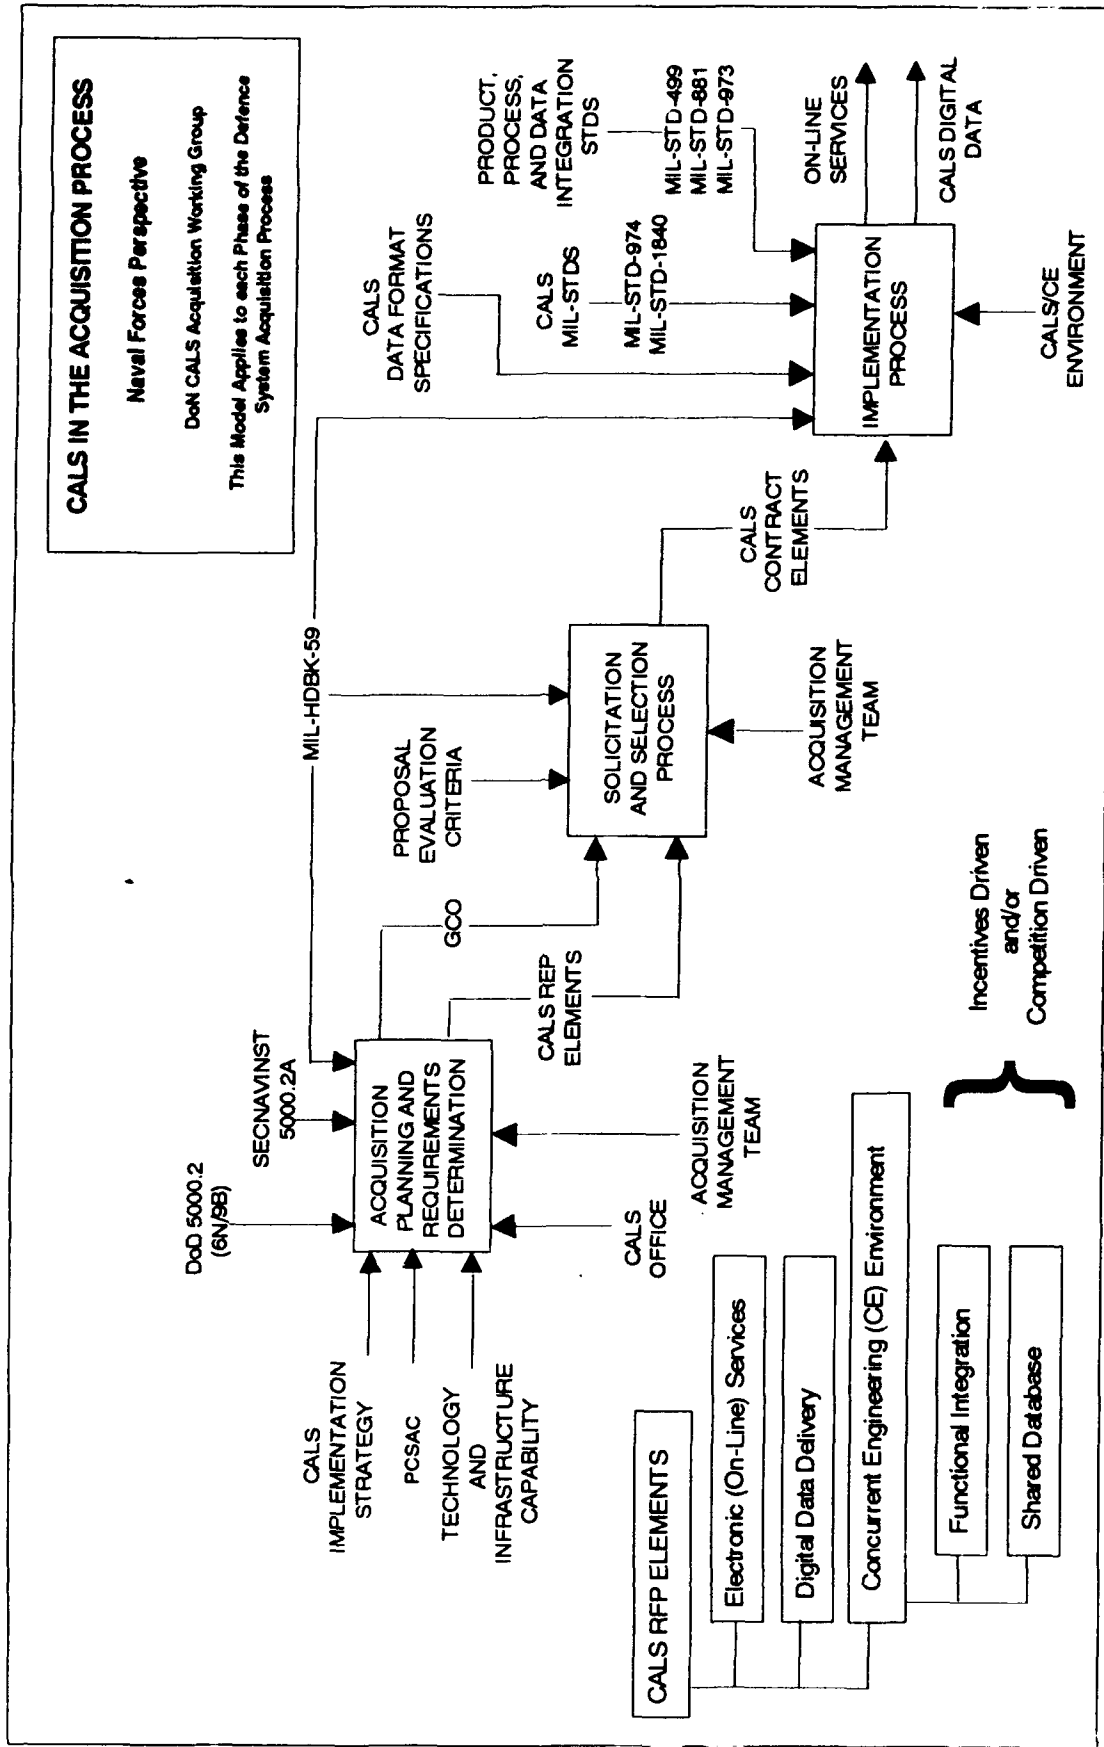 CALS IN THE ACQUISITION PROCESS
Naval Forces Perspective
DoN CALS Acquisition Working Group
This Model Applies to each Phase of the Defence
System Acquisition Process
DoD 5000.2
(6N/9B)
SECNAVINST
5000.2A
MIL-HDBK-59
CALS
IMPLEMENTATION
STRATEGY
PCSAC
TECHNOLOGY
AND
INFRASTRUCTURE
CAPABILITY
ACQUISITION
PLANNING AND
REQUIREMENTS
DETERMINATION
CALS
OFFICE
ACQUISITION
MANAGEMENT
TEAM
GCO
CALS REP
ELEMENTS
PROPOSAL
EVALUATION
CRITERIA
SOLICITATION
AND SELECTION
PROCESS
ACQUISITION
MANAGEMENT
TEAM
CALS
CONTRACT
ELEMENTS
CALS
DATA FORMAT
SPECIFICATIONS
CALS
MIL-STDS
MIL-STD-974
MIL-STD-1840
PRODUCT,
PROCESS,
AND DATA
INTEGRATION
STDS
MIL-STD-499
MIL-STD-881
MIL-STD-973
IMPLEMENTATION
PROCESS
CALS/CE
ENVIRONMENT
ON-LINE
SERVICES
CALS DIGITAL
DATA
CALS RFP ELEMENTS
Electronic (On-Line) Services
Digital Data Delivery
Concurrent Engineering (CE) Environment
Functional Integration
Shared Database
Incentives Driven
and/or
Competition Driven